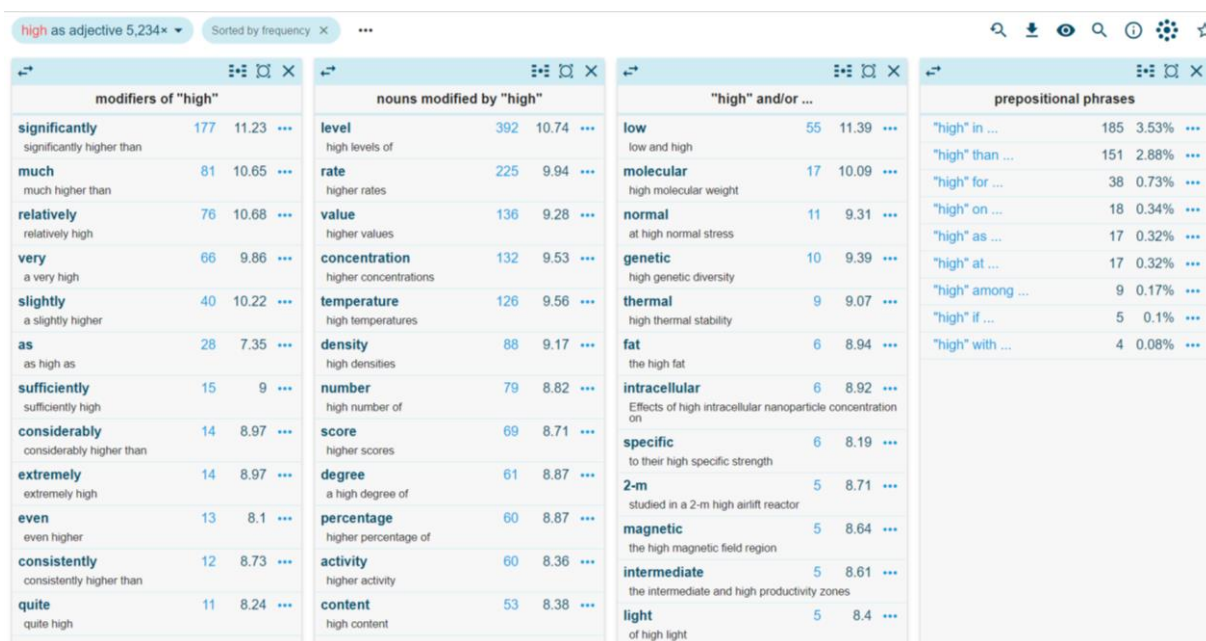 high as adjective 5,234×
Sorted by frequency ×
modifiers of "high"
significantly 177 11.23
significantly higher than
much 81 10.65
much higher than
relatively 76 10.68
relatively high
very 66 9.86
a very high
slightly 40 10.22
a slightly higher
as 28 7.35
as high as
sufficiently 15 9
sufficiently high
considerably 14 8.97
considerably higher than
extremely 14 8.97
extremely high
even 13 8.1
even higher
consistently 12 8.73
consistently higher than
quite 11 8.24
quite high
nouns modified by "high"
level 392 10.74
high levels of
rate 225 9.94
higher rates
value 136 9.28
higher values
concentration 132 9.53
higher concentrations
temperature 126 9.56
high temperatures
density 88 9.17
high densities
number 79 8.82
high number of
score 69 8.71
higher scores
degree 61 8.87
a high degree of
percentage 60 8.87
higher percentage of
activity 60 8.36
higher activity
content 53 8.38
high content
"high" and/or ...
low 55 11.39
low and high
molecular 17 10.09
high molecular weight
normal 11 9.31
at high normal stress
genetic 10 9.39
high genetic diversity
thermal 9 9.07
high thermal stability
fat 6 8.94
the high fat
intracellular 6 8.92
Effects of high intracellular nanoparticle concentration
on
specific 6 8.19
to their high specific strength
2-m 5 8.71
studied in a 2-m high airlift reactor
magnetic 5 8.64
the high magnetic field region
intermediate 5 8.61
the intermediate and high productivity zones
light 5 8.4
of high light
prepositional phrases
"high" in ... 185 3.53%
"high" than ... 151 2.88%
"high" for ... 38 0.73%
"high" on ... 18 0.34%
"high" as ... 17 0.32%
"high" at ... 17 0.32%
"high" among ... 9 0.17%
"high" if ... 5 0.1%
"high" with ... 4 0.08%